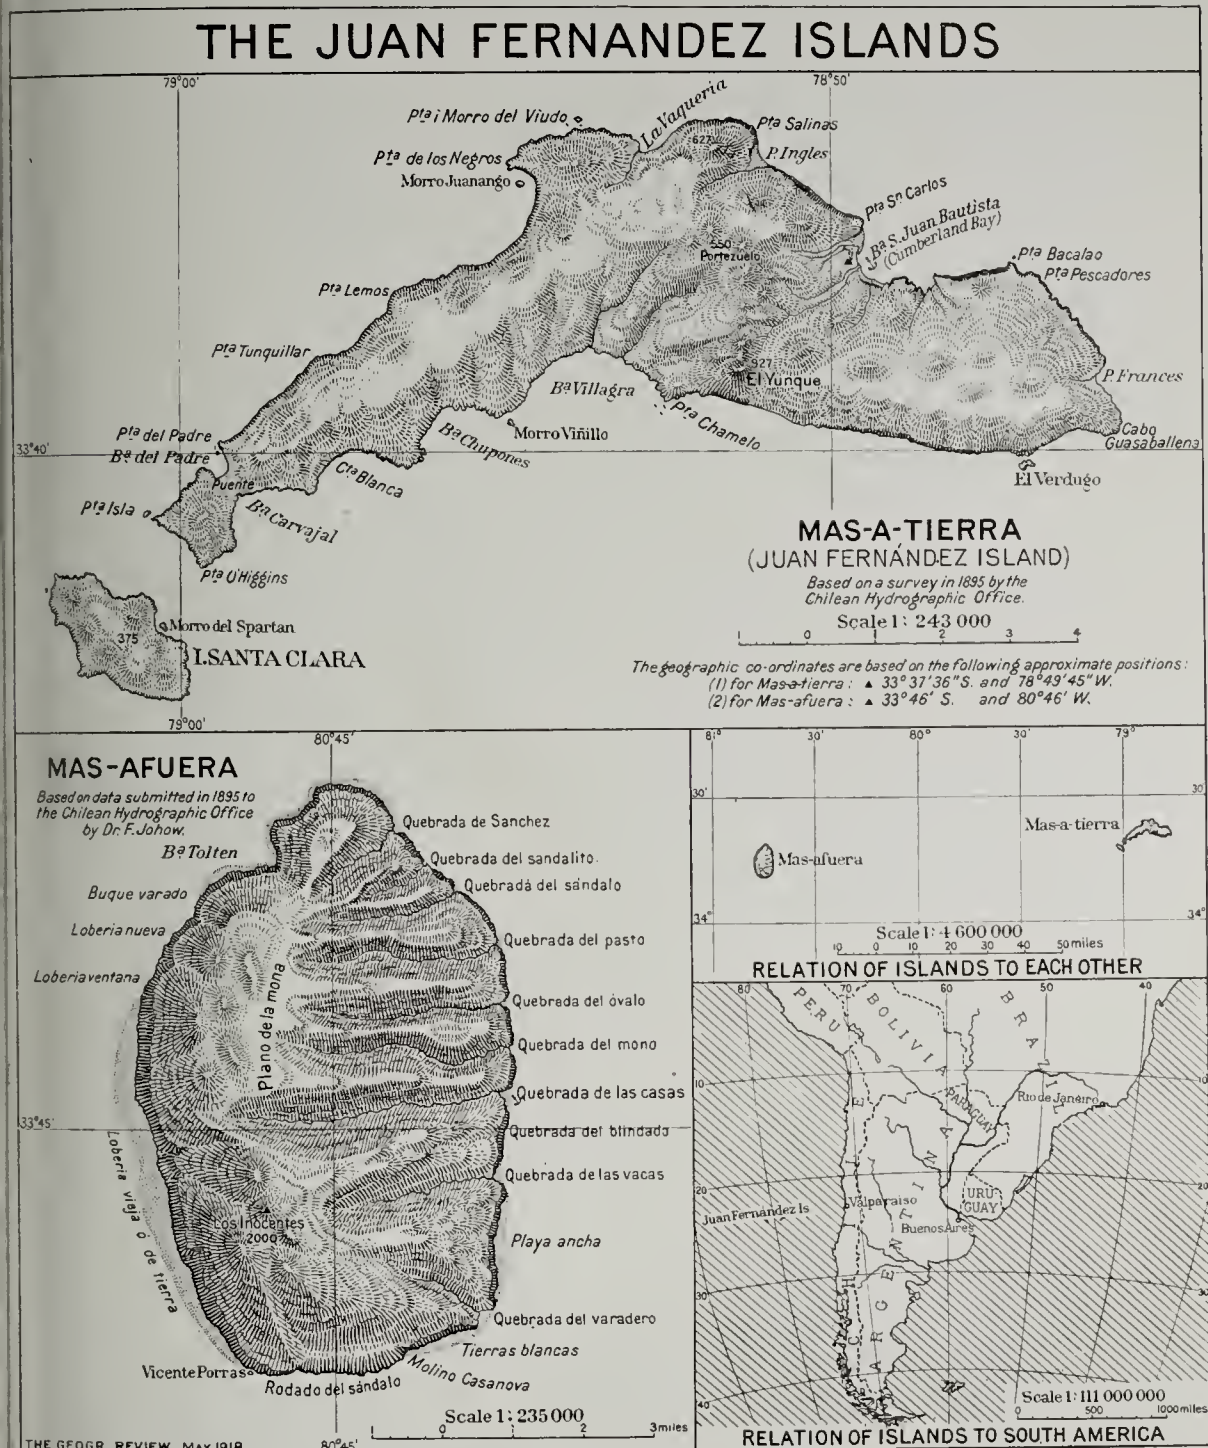 THE JUAN FERNANDEZ ISLANDS
79°00'
78°50'
Pta i Morro del Viudo
La Vaqueria
Pta Salinas
627
P. Ingles
Pta de los Negros
Morro Juanango
Pta Sn Carlos
Ba S. Juan Bautista
(Cumberland Bay)
550
Portezuelo
Pta Bacalao
Pta Pescadores
Pta Lemos
Pta Tunquillar
927
El Yunque
P. Frances
Ba Villagra
Pta Chamelo
Morro Viñillo
Pta del Padre
Ba del Padre
33°40'
Ba Chupones
Cta Blanca
Cabo
Guasaballena
El Verdugo
Puente
Pta Isla
Ba Carvajal
Pta O'Higgins
MAS-A-TIERRA
(JUAN FERNÁNDEZ ISLAND)
Based on a survey in 1895 by the
Chilean Hydrographic Office.
Scale 1: 243 000
1 0 1 2 3 4
Morro del Spartan
375
I. SANTA CLARA
The geographic co-ordinates are based on the following approximate positions:
(1) for Mas-a-tierra: ▲ 33°37'36"S. and 78°49'45"W.
(2) for Mas-afuera: ▲ 33°46' S. and 80°46' W.
79°00'
80°45'
MAS-AFUERA
Based on data submitted in 1895 to
the Chilean Hydrographic Office
by Dr. F. Johow.
Ba Tolten
Quebrada de Sanchez
Quebrada del sandalito
Quebrada del sándalo
Buque varado
Loberia nueva
Quebrada del pasto
Loberia ventana
Plano de la mona
Quebrada del óvalo
Quebrada del mono
Quebrada de las casas
33°45'
Quebrada del blindado
Loberia vieja ó de tierra
Quebrada de las vacas
Los Inocentes
2000
Playa ancha
Quebrada del varadero
Tierras blancas
Molino Casanova
Vicente Porras
Rodado del sándalo
Scale 1: 235 000
1 0 1 2 3 miles
THE GEOGR. REVIEW, MAY 1918
80°45'
81° 30' 80° 30' 79°
30' 30'
Mas-a-tierra
Mas-afuera
34° 34°
Scale 1: 4 600 000
10 0 10 20 30 40 50 miles
RELATION OF ISLANDS TO EACH OTHER
80 70 60 50 40
PERU
BOLIVIA
BRAZIL
10 10
PARAGUAY
Rio de Janeiro
20 20
Juan Fernández Is
Valparaiso
URU
GUAY
Buenos Aires
CHILE
ARGENTINA
30 30
40
Scale 1: 111 000 000
0 500 1000 miles
RELATION OF ISLANDS TO SOUTH AMERICA